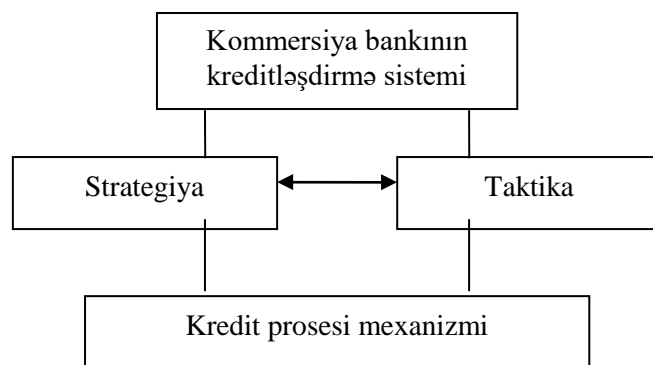 Kommersiya bankının
kreditləşdirmə sistemi
Strategiya
Taktika
Kredit prosesi mexanizmi